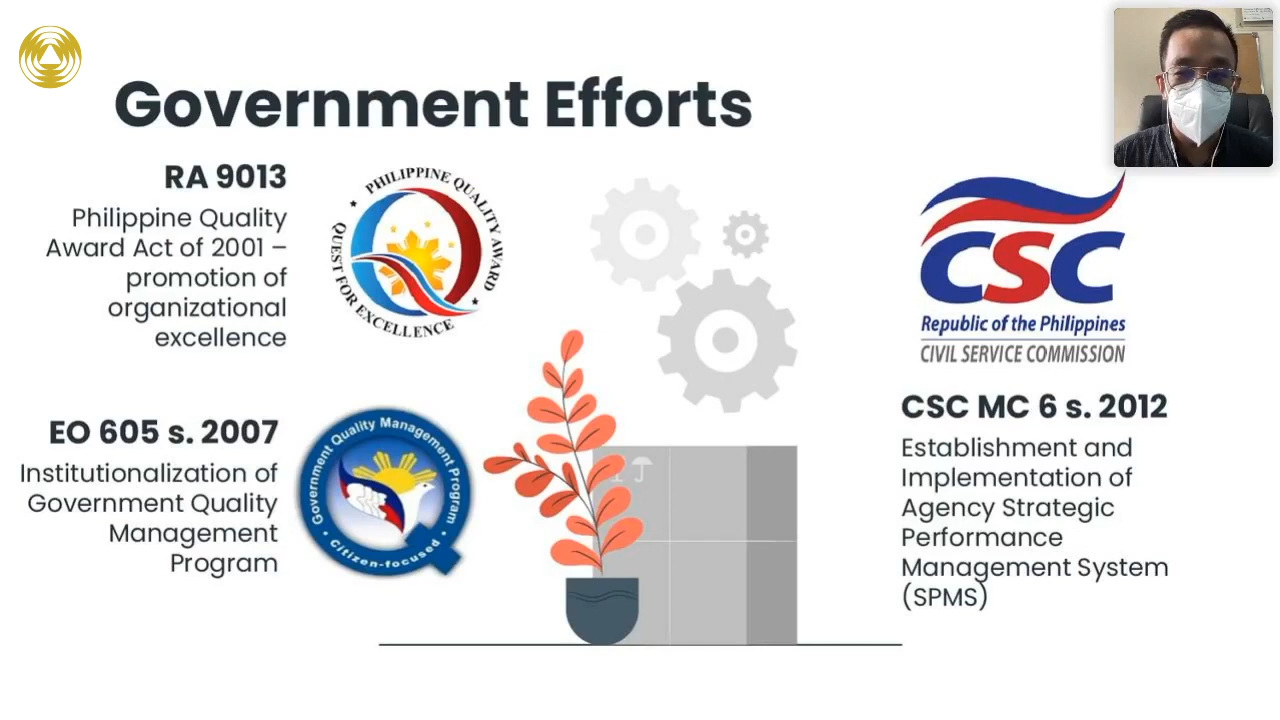 Government Efforts
RA 9013
Philippine Quality
Award Act of 2001 –
promotion of
organizational
excellence
PHILIPPINE QUALITY AWARD
QUEST FOR EXCELLENCE
EO 605 s. 2007
Institutionalization of
Government Quality
Management
Program
Government Quality Management Program
Citizen-focused
CSC
Republic of the Philippines
CIVIL SERVICE COMMISSION
CSC MC 6 s. 2012
Establishment and
Implementation of
Agency Strategic
Performance
Management System
(SPMS)